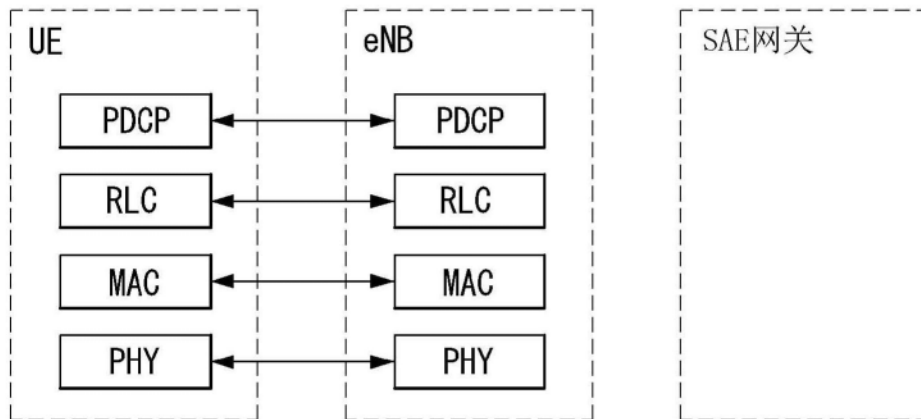 UE
eNB
SAE网关
PDCP
PDCP
RLC
RLC
MAC
MAC
PHY
PHY